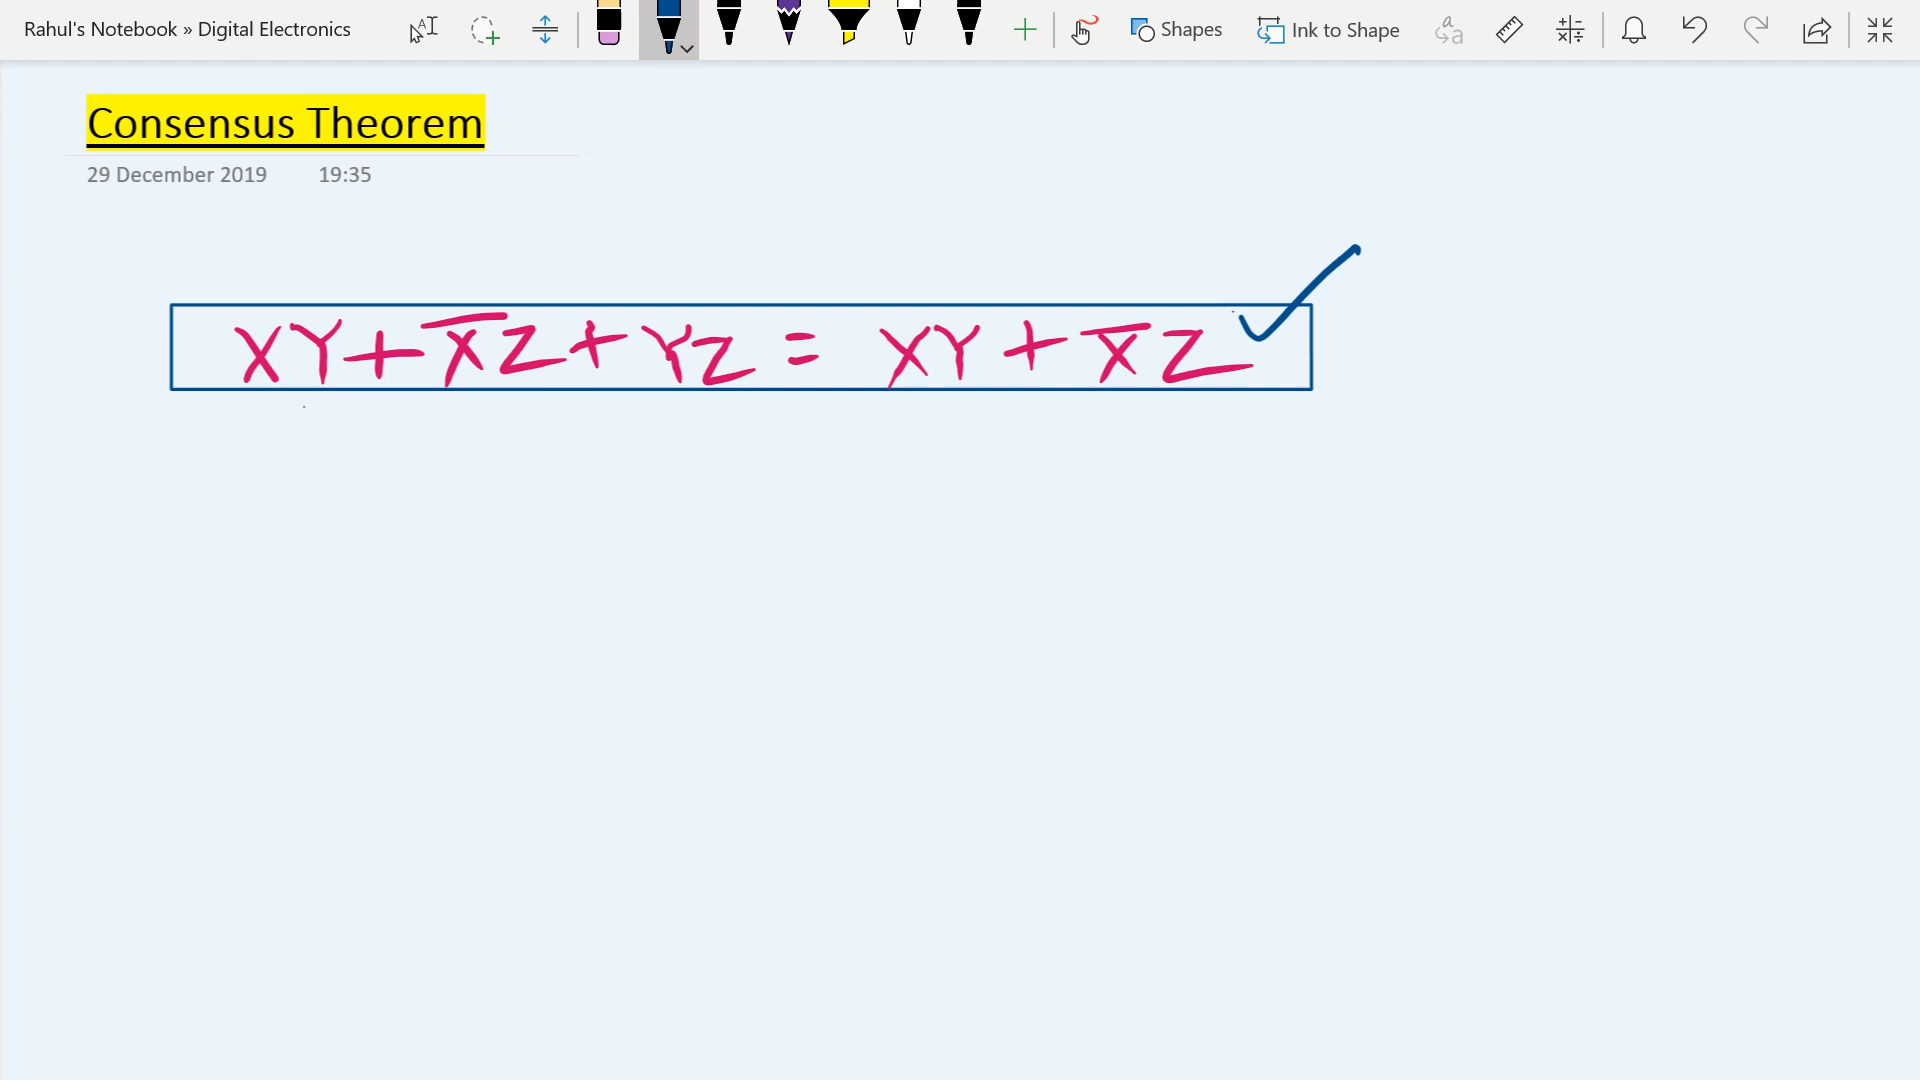 Rahul's Notebook » Digital Electronics Shapes Ink to Shape
Consensus Theorem
29 December 2019 19:35
XY + X̅Z + YZ = XY + X̅Z